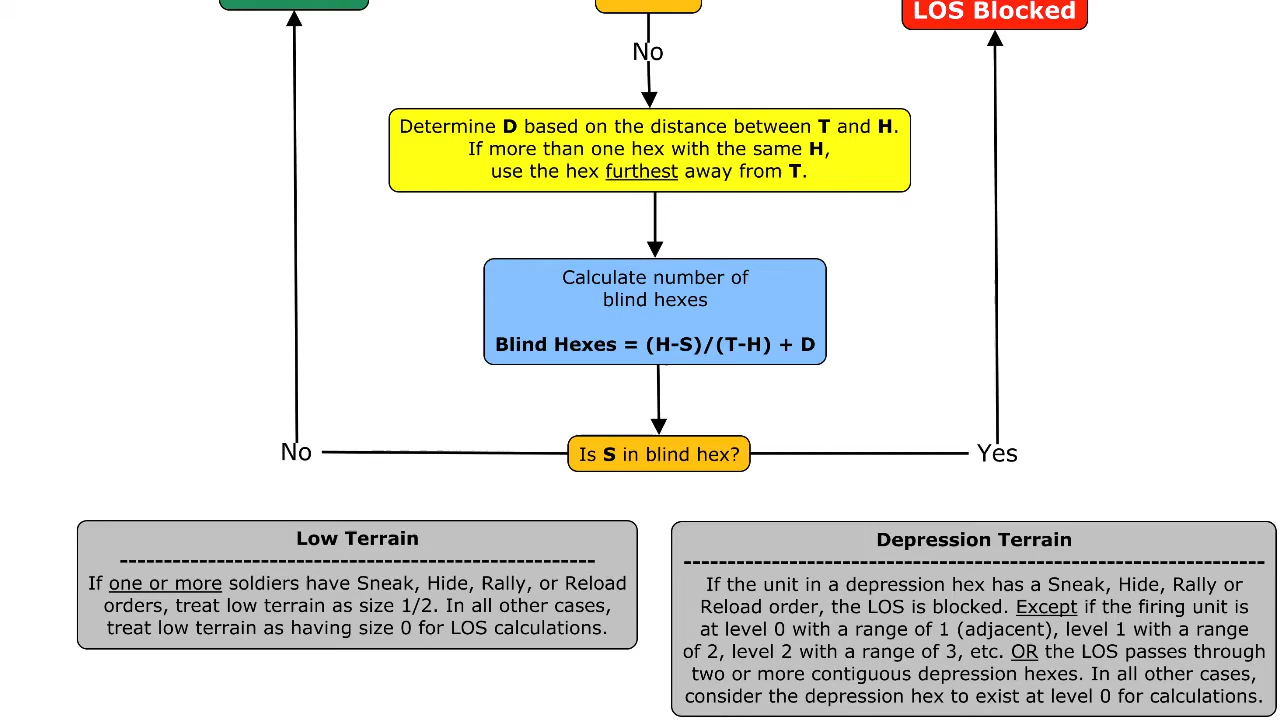 LOS Blocked
No
Determine D based on the distance between T and H.
If more than one hex with the same H,
use the hex furthest away from T.
Calculate number of
blind hexes
Blind Hexes = (H-S)/(T-H) + D
No
Is S in blind hex?
Yes
Low Terrain
--------------------------------------------------------
If one or more soldiers have Sneak, Hide, Rally, or Reload
orders, treat low terrain as size 1/2. In all other cases,
treat low terrain as having size 0 for LOS calculations.
Depression Terrain
--------------------------------------------------------------------
If the unit in a depression hex has a Sneak, Hide, Rally or
Reload order, the LOS is blocked. Except if the firing unit is
at level 0 with a range of 1 (adjacent), level 1 with a range
of 2, level 2 with a range of 3, etc. OR the LOS passes through
two or more contiguous depression hexes. In all other cases,
consider the depression hex to exist at level 0 for calculations.